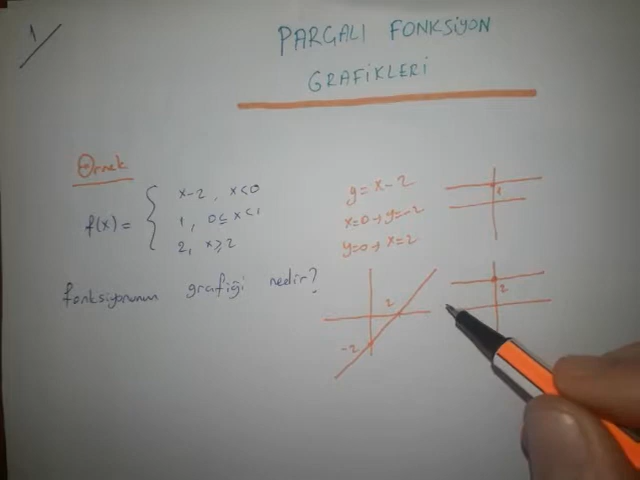 1
PARÇALI FONKSİYON
GRAFİKLERİ
Örnek
f(x) = { x-2, x<0
1, 0≤x<1
2, x≥2
fonksiyonunun grafiği nedir?
y = x-2
x=0→y=-2
y=0→x=2
2
-2
1
2